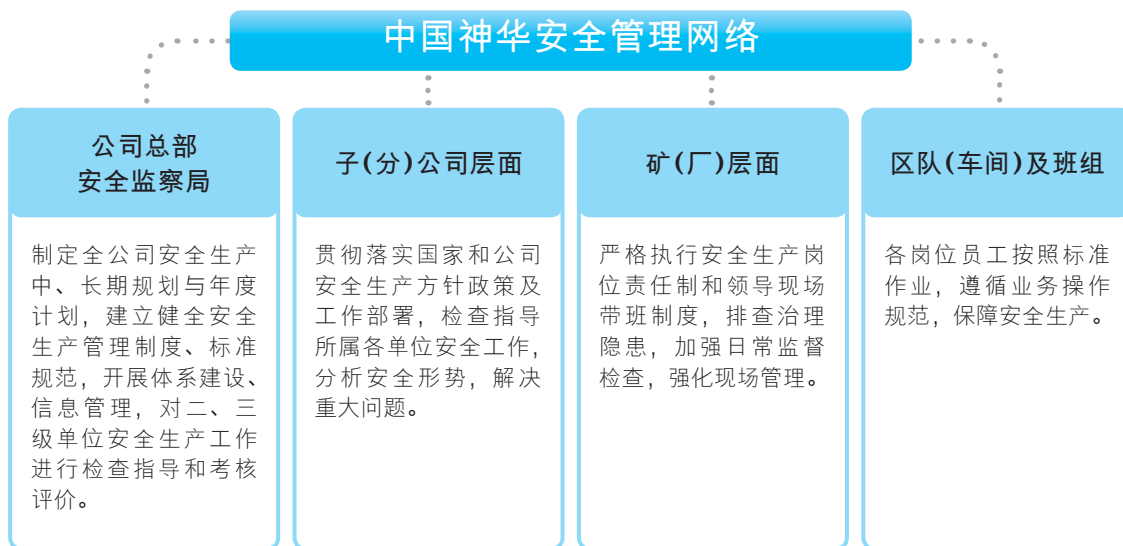 中国神华安全管理网络
公司总部
安全监察局
制定全公司安全生产
中、长期规划与年度
计划，建立健全安全
生产管理制度、标准
规范，开展体系建设、
信息管理，对二、三
级单位安全生产工作
进行检查指导和考核
评价。
子(分)公司层面
贯彻落实国家和公司
安全生产方针政策及
工作部署，检查指导
所属各单位安全工作，
分析安全形势，解决
重大问题。
矿(厂)层面
严格执行安全生产岗
位责任制和领导现场
带班制度，排查治理
隐患，加强日常监督
检查，强化现场管理。
区队(车间)及班组
各岗位员工按照标准
作业，遵循业务操作
规范，保障安全生产。